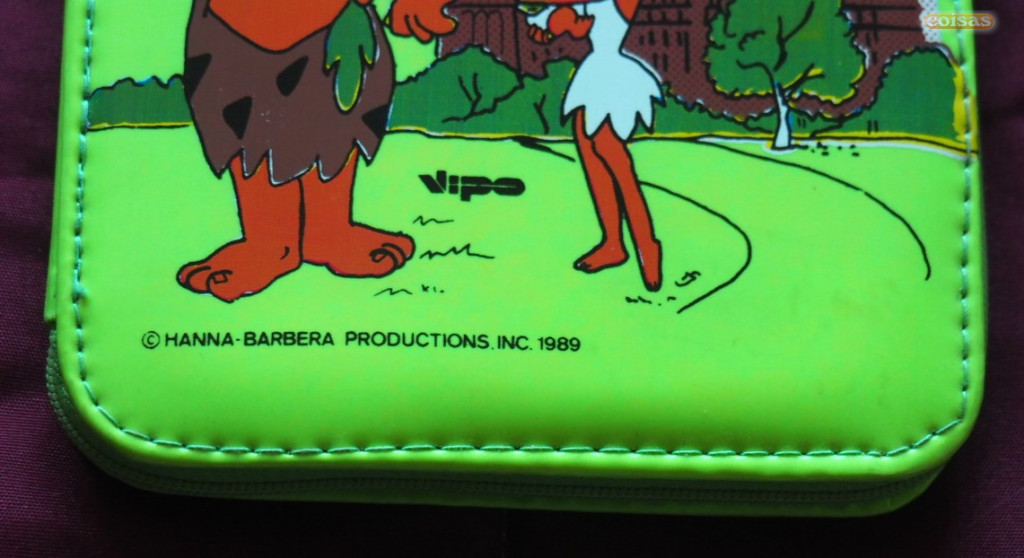 coisas
vipo
© HANNA-BARBERA PRODUCTIONS, INC. 1989